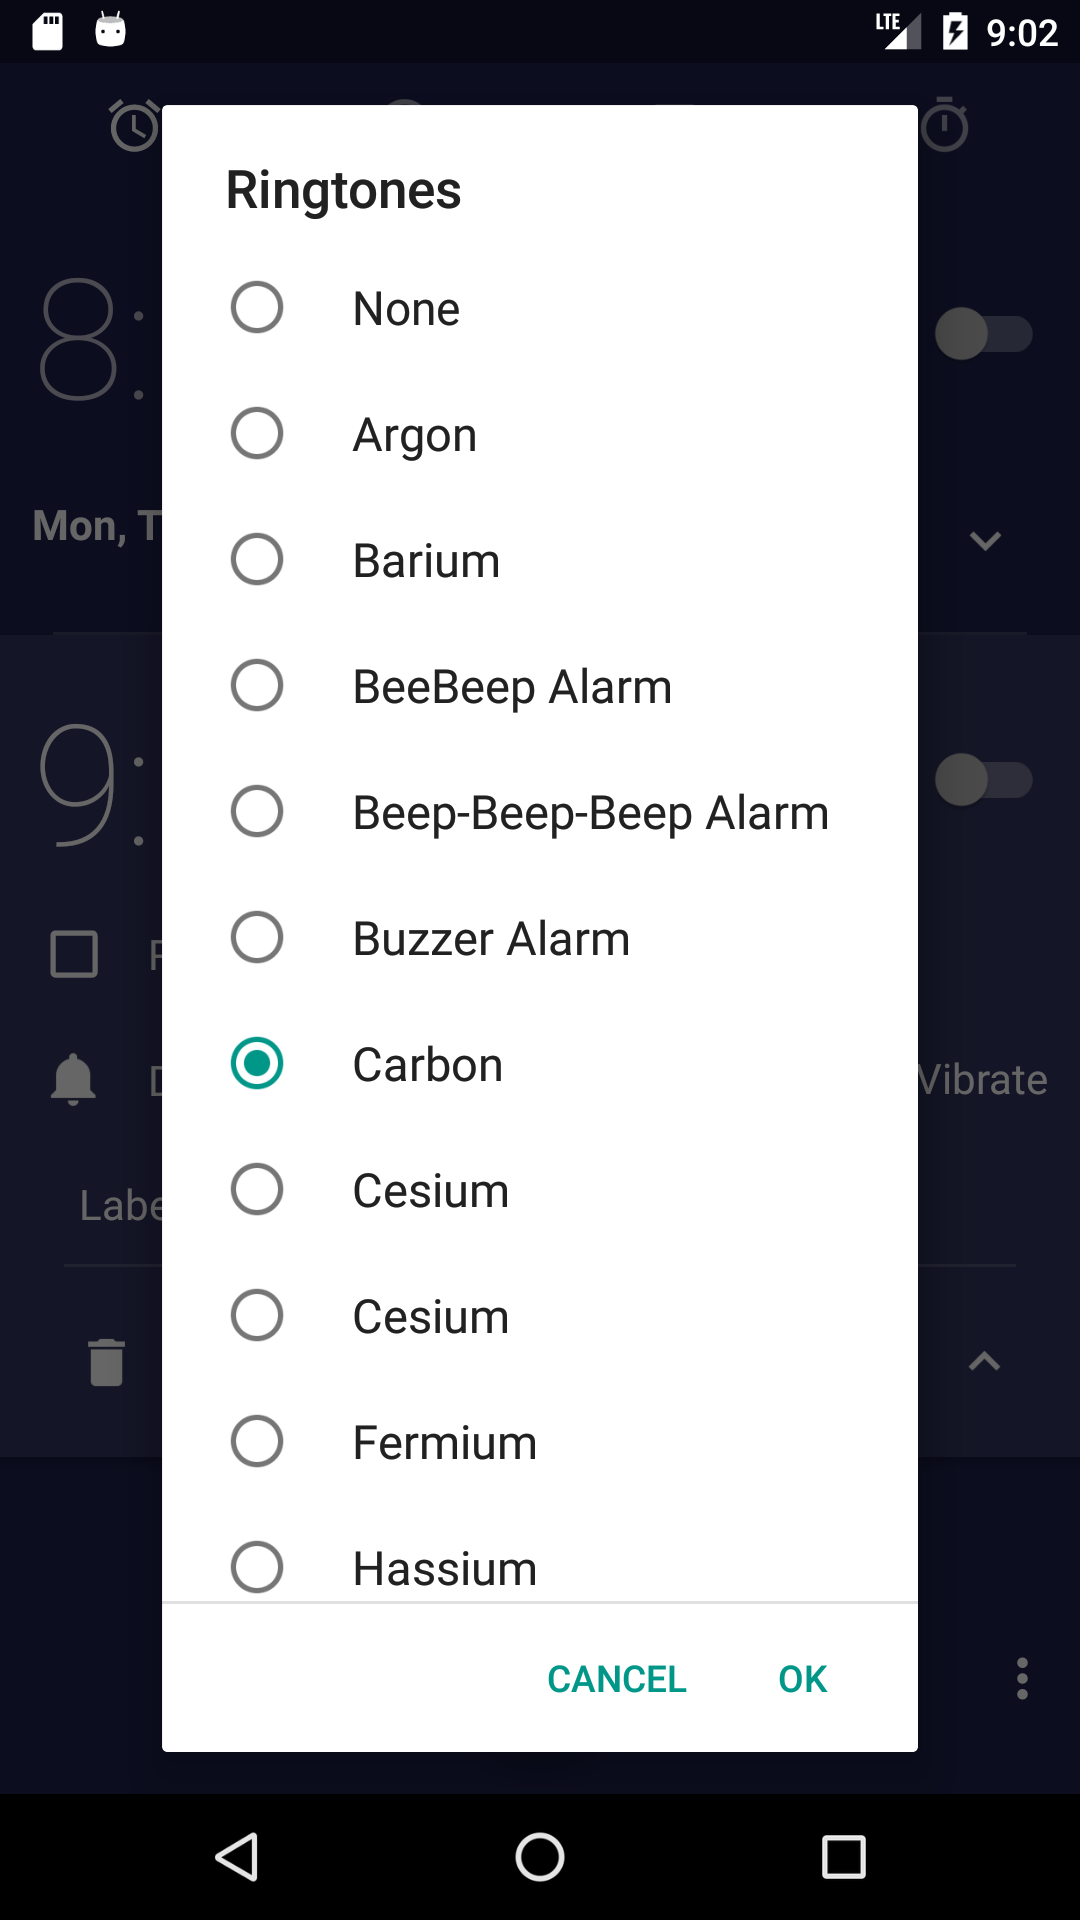 LTE 9:02
Ringtones
8:
None
Argon
Mon, T
Barium
BeeBeep Alarm
9:
Beep-Beep-Beep Alarm
Buzzer Alarm
Carbon
Vibrate
Cesium
Labe
Cesium
Fermium
Hassium
CANCEL OK